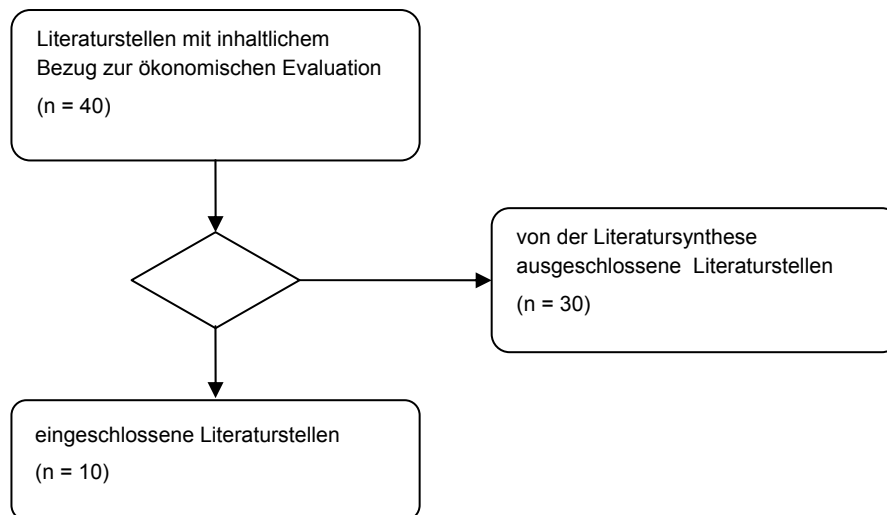 Literaturstellen mit inhaltlichem
Bezug zur ökonomischen Evaluation
(n = 40)
von der Literatursynthese
ausgeschlossene Literaturstellen
(n = 30)
eingeschlossene Literaturstellen
(n = 10)